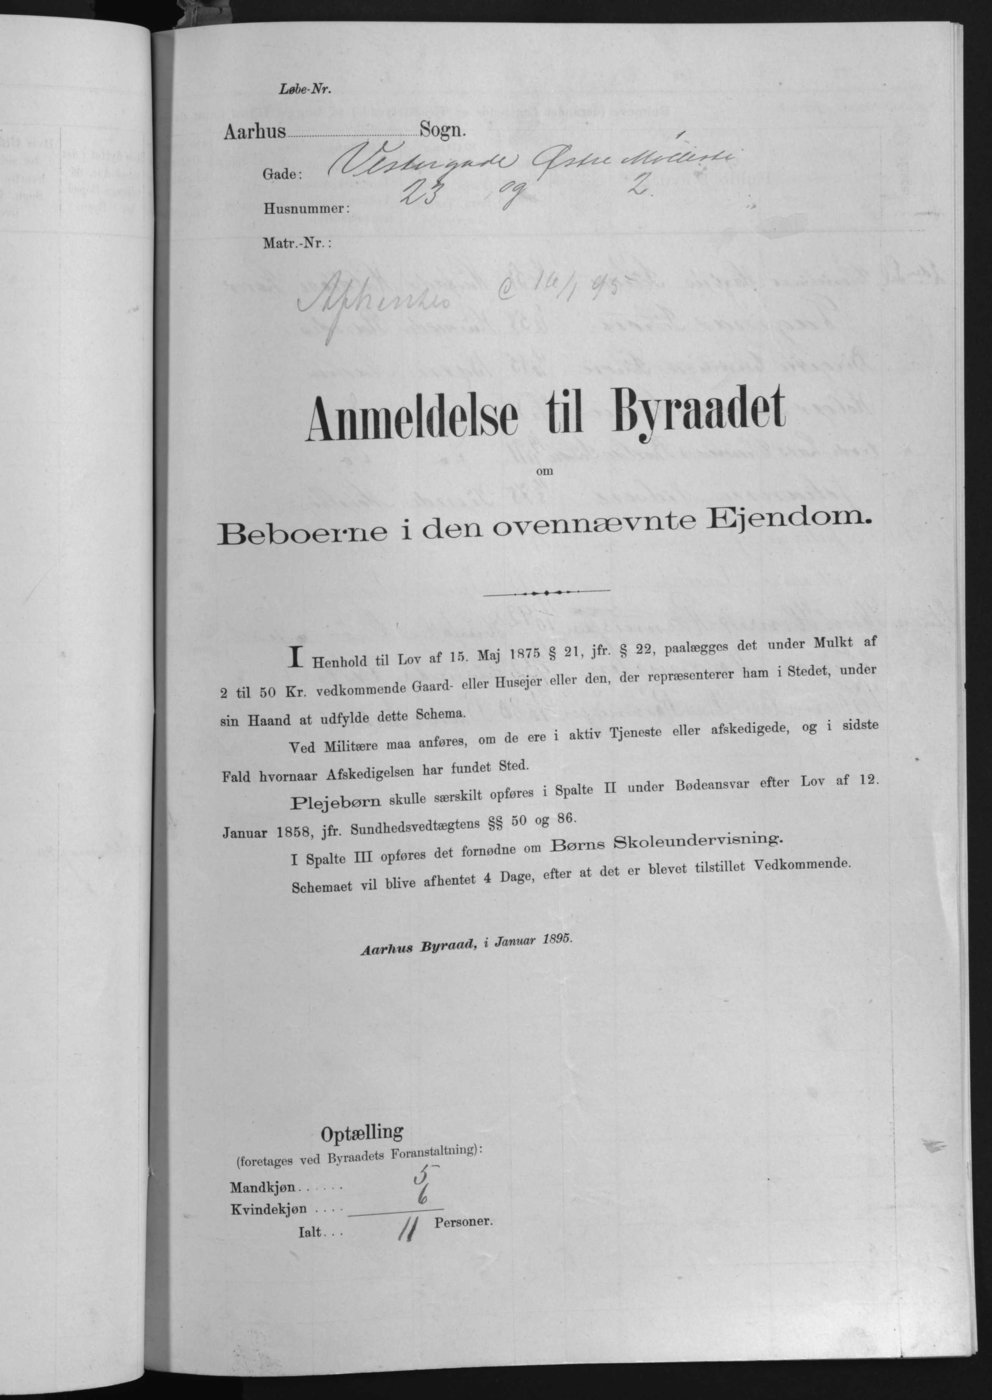 Løbe-Nr.
Aarhus Sogn.
Gade: Vestergade Østre Møllesti
Husnummer: 23 og 2.
Matr.-Nr.:
Afhentes 16/1 95
Anmeldelse til Byraadet
om
Beboerne i den ovennævnte Ejendom.
I Henhold til Lov af 15. Maj 1875 § 21, jfr. § 22, paalægges det under Mulkt af
2 til 50 Kr. vedkommende Gaard- eller Husejer eller den, der repræsenterer ham i Stedet, under
sin Haand at udfylde dette Schema.
Ved Militære maa anføres, om de ere i aktiv Tjeneste eller afskedigede, og i sidste
Fald hvornaar Afskedigelsen har fundet Sted.
Plejebørn skulle særskilt opføres i Spalte II under Bødeansvar efter Lov af 12.
Januar 1858, jfr. Sundhedsvedtægtens §§ 50 og 86.
I Spalte III opføres det fornødne om Børns Skoleundervisning.
Schemaet vil blive afhentet 4 Dage, efter at det er blevet tilstillet Vedkommende.
Aarhus Byraad, i Januar 1895.
Optælling
(foretages ved Byraadets Foranstaltning):
Mandkjøn...... 5
Kvindekjøn .... 6
Ialt... 11 Personer.